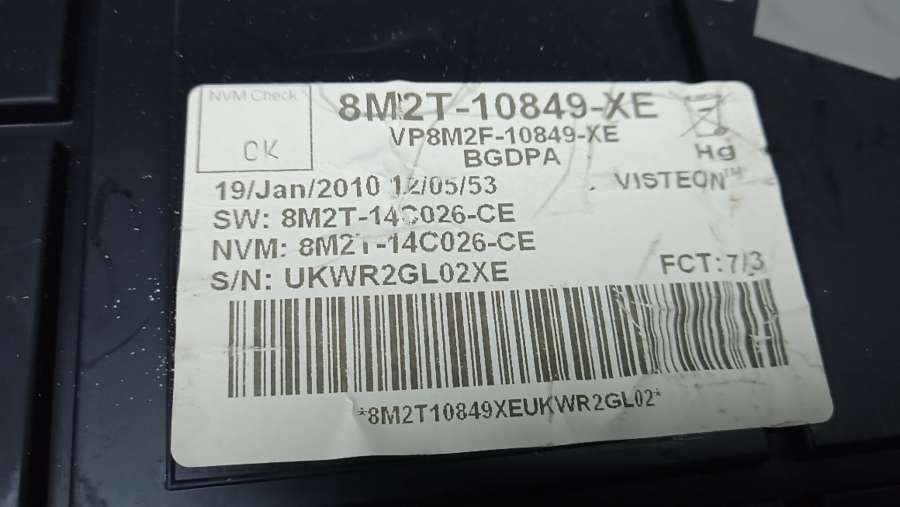 NVM Check
OK
8M2T-10849-XE
VP8M2F-10849-XE
BGDPA
Hg
19/Jan/2010 12/05/53
VISTEON™
SW: 8M2T-14C026-CE
NVM: 8M2T-14C026-CE
S/N: UKWR2GL02XE
FCT: 7/3
*8M2T10849XEUKWR2GL02*